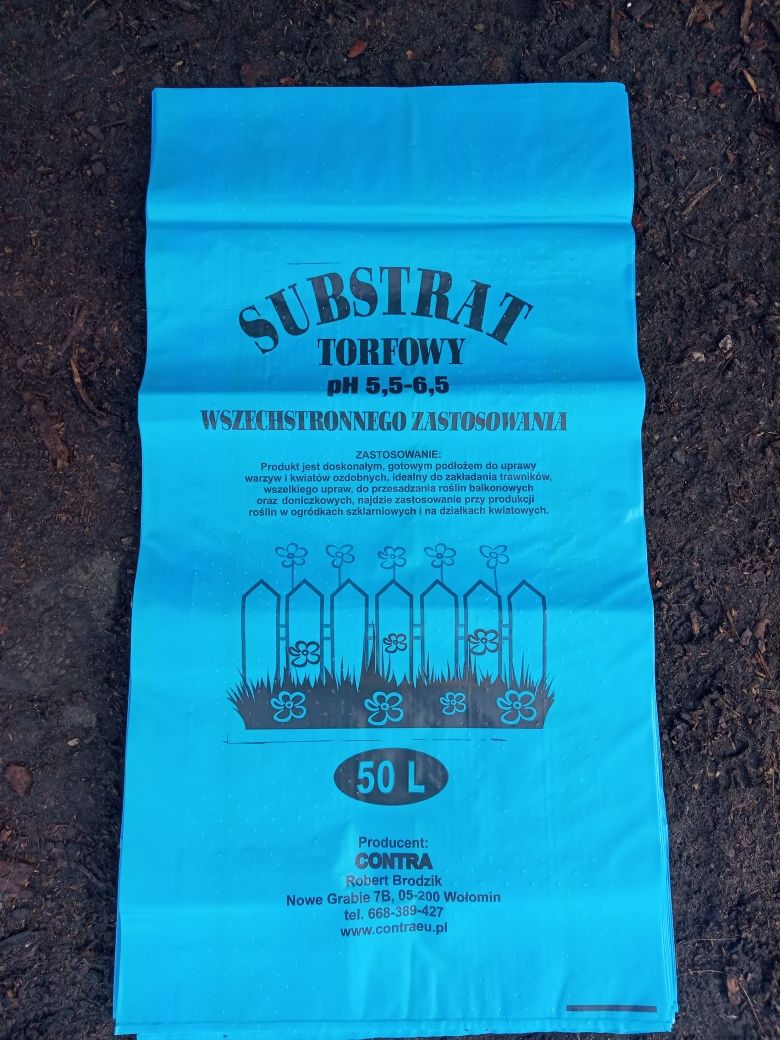 SUBSTRAT
TORFOWY
pH 5,5-6,5
WSZECHSTRONNEGO ZASTOSOWANIA
ZASTOSOWANIE:
Produkt jest doskonałym, gotowym podłożem do uprawy
warzyw i kwiatów ozdobnych, idealny do zakładania trawników,
wszelkiego upraw, do przesadzania roślin balkonowych
oraz doniczkowych, najdzie zastosowanie przy produkcji
roślin w ogródkach szklarniowych i na działkach kwiatowych.
50 L
Producent:
CONTRA
Robert Brodzik
Nowe Grabie 7B, 05-200 Wołomin
tel. 668-389-427
www.contraeu.pl